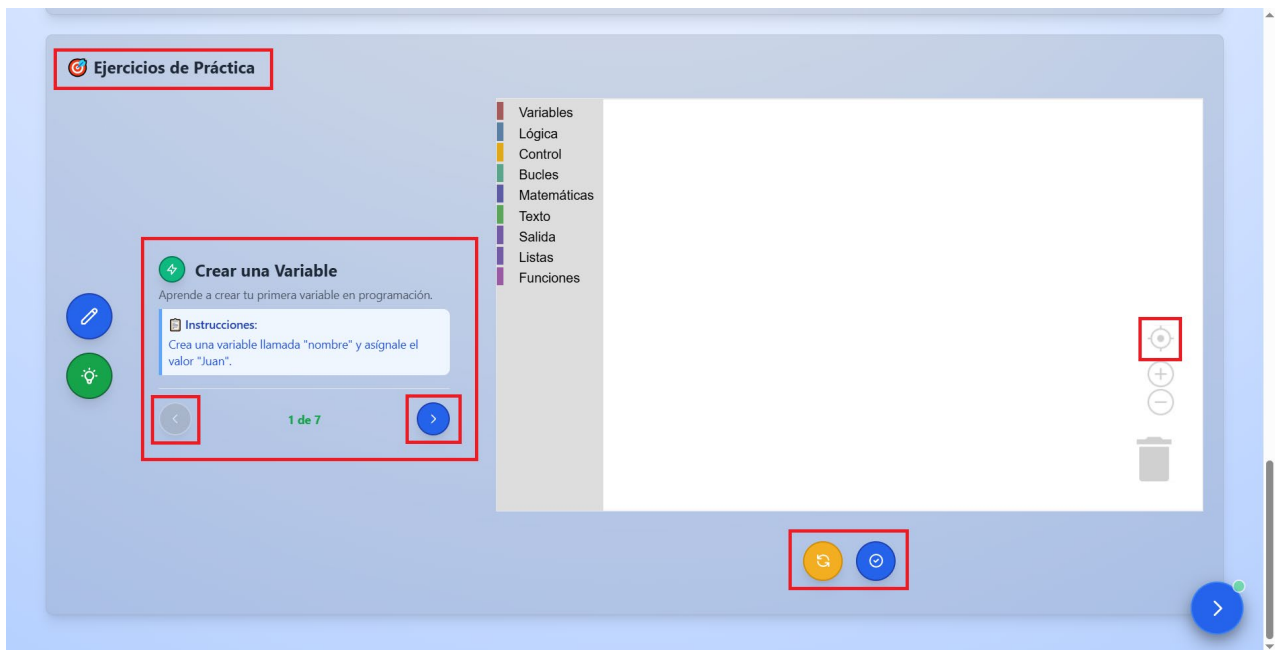 Ejercicios de Práctica
Crear una Variable
Aprende a crear tu primera variable en programación.
Instrucciones:
Crea una variable llamada "nombre" y asígnale el
valor "Juan".
1 de 7
Variables
Lógica
Control
Bucles
Matemáticas
Texto
Salida
Listas
Funciones